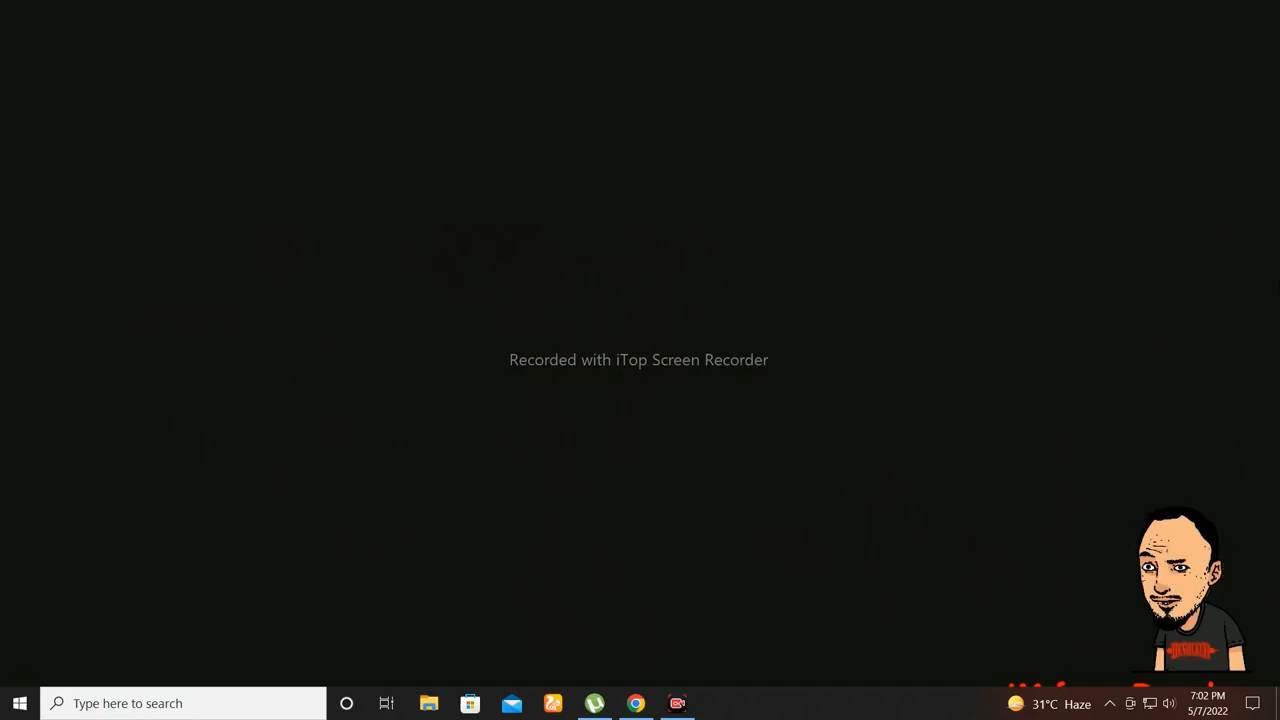 Recorded with iTop Screen Recorder
Type here to search
31°C Haze
7:02 PM
5/7/2022